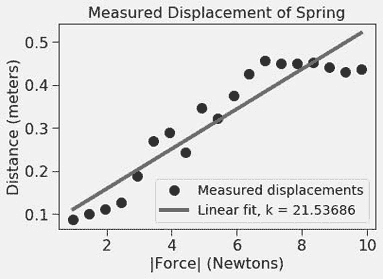 Measured Displacement of Spring
Distance (meters)
0.5
0.4
0.3
0.2
0.1
Measured displacements
Linear fit, k = 21.53686
2 4 6 8 10
|Force| (Newtons)